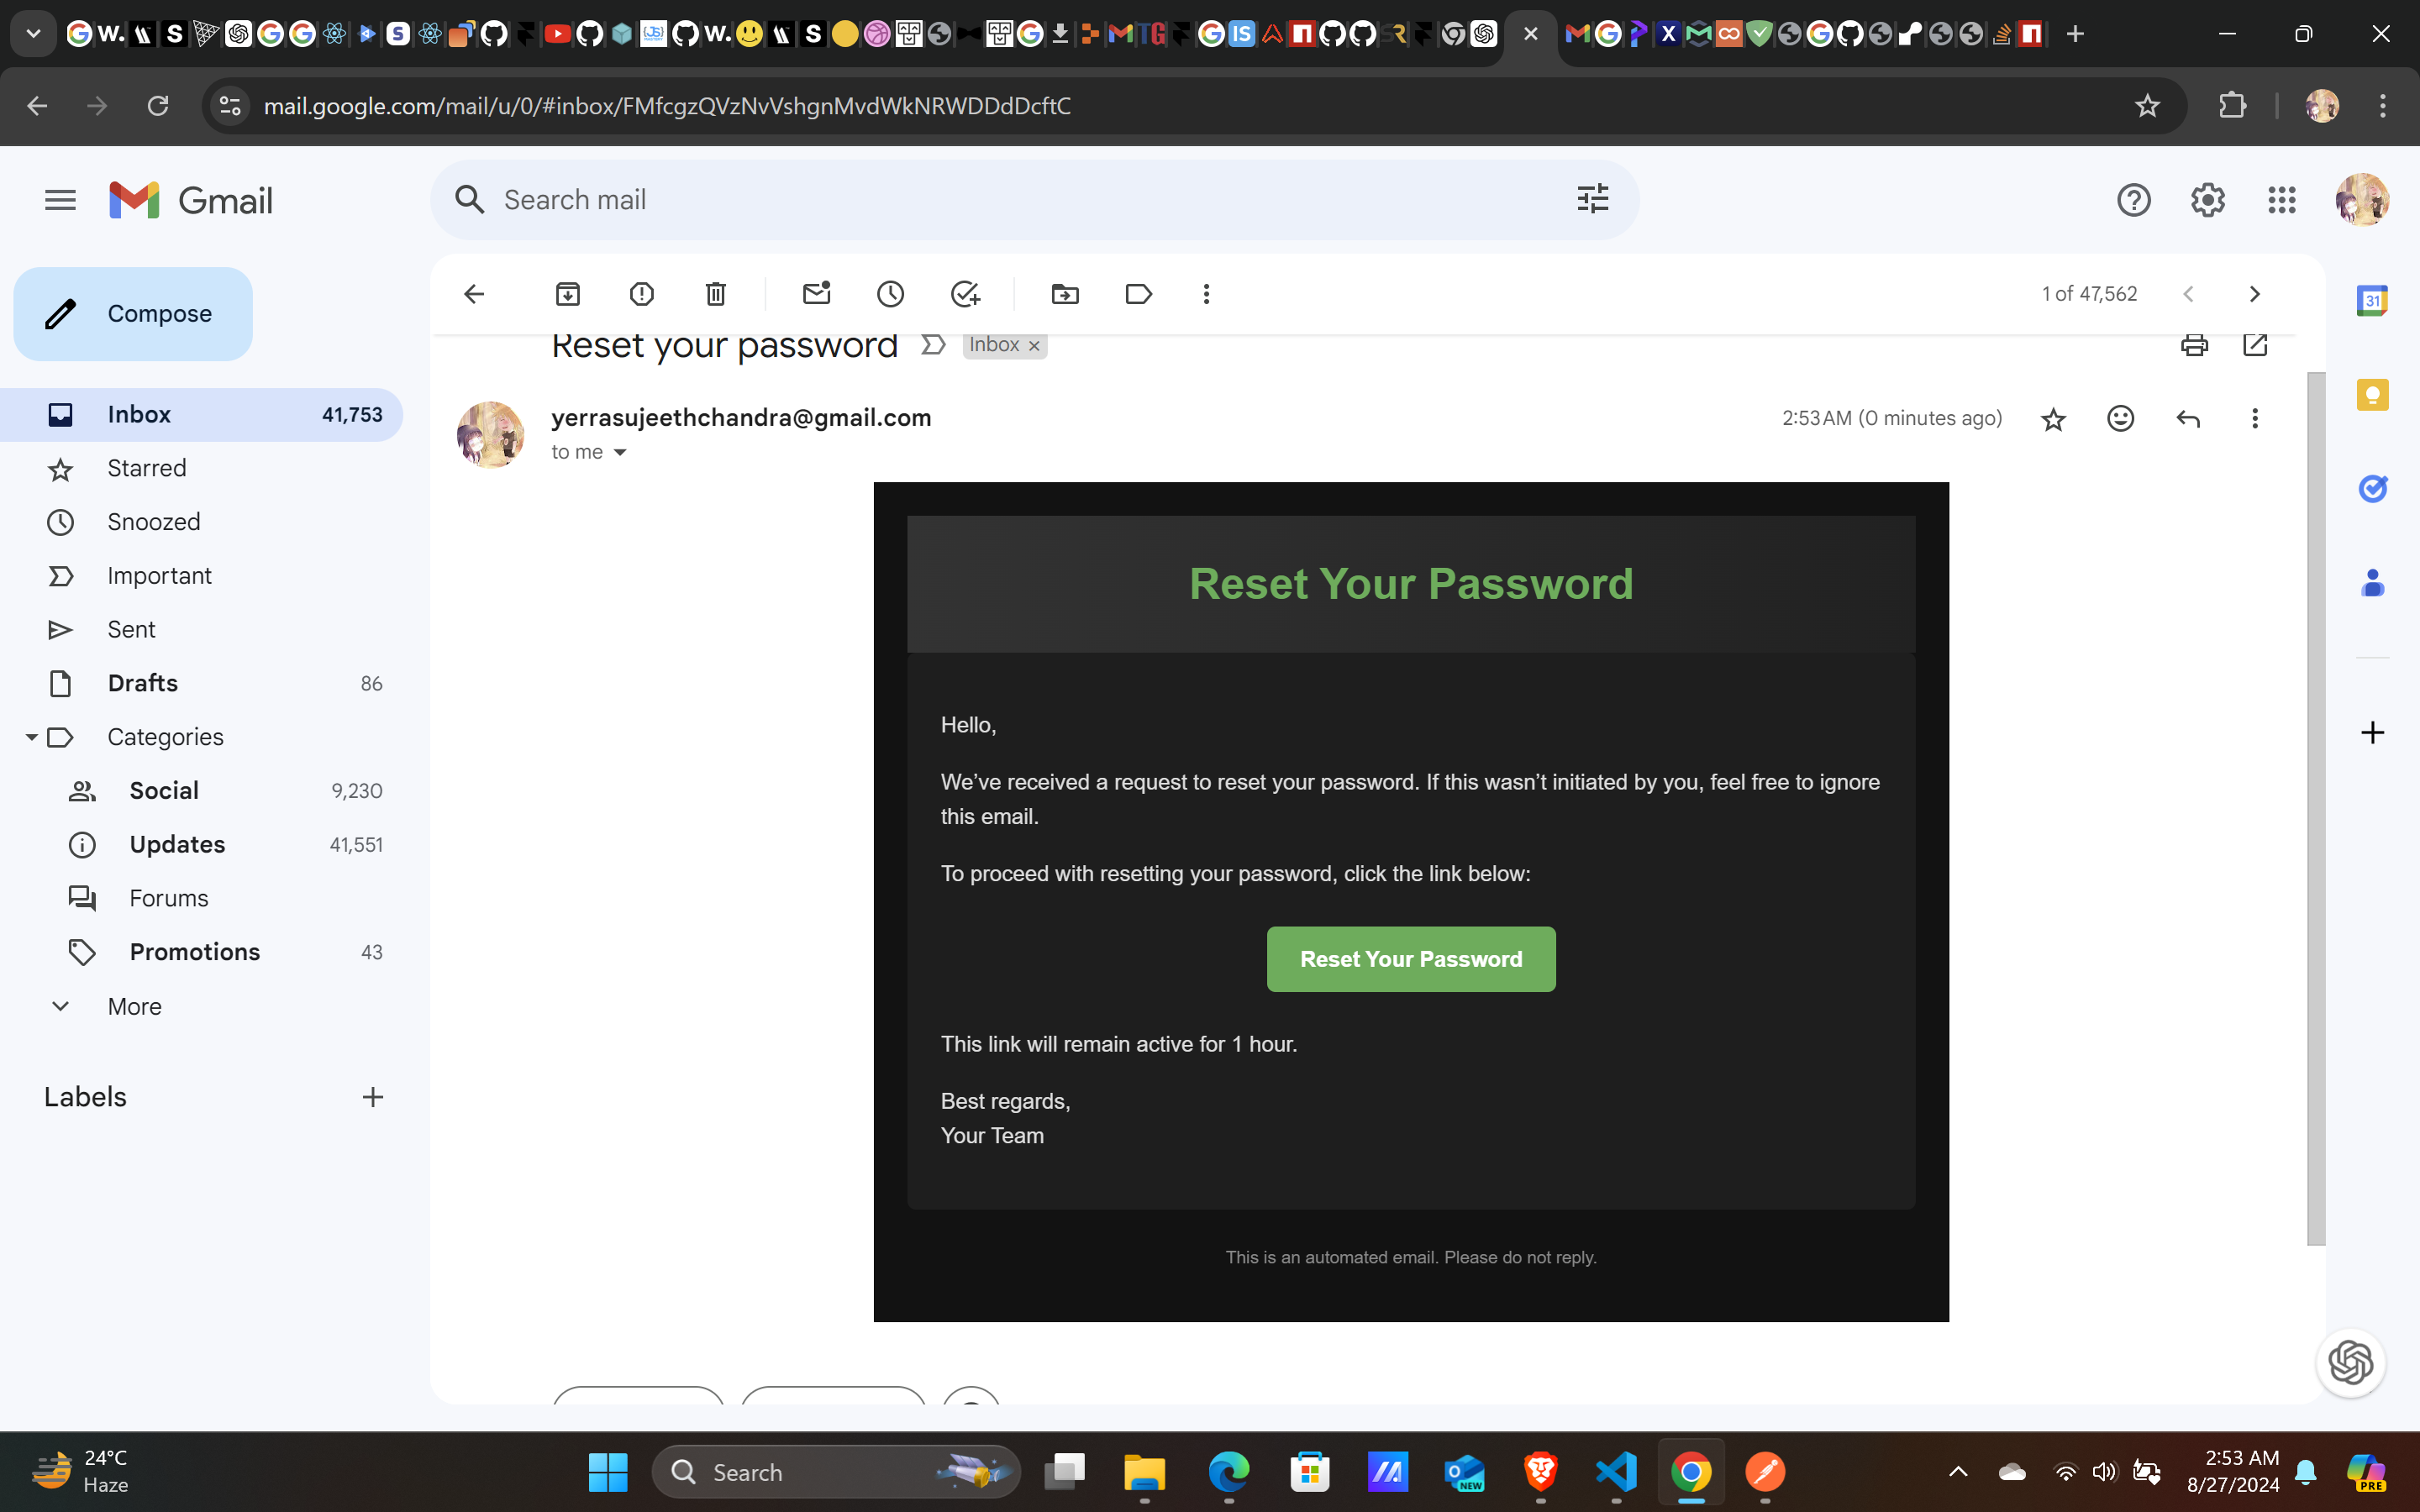 mail.google.com/mail/u/0/#inbox/FMfcgzQVzNvVshgnMvdWkNRWDDdDcftC
Gmail
Search mail
Compose
1 of 47,562
Reset your password
Inbox ×
Inbox 41,753
Starred
Snoozed
Important
Sent
Drafts 86
Categories
Social 9,230
Updates 41,551
Forums
Promotions 43
More
Labels
yerrasujeethchandra@gmail.com
2:53 AM (0 minutes ago)
to me
Reset Your Password
Hello,
We’ve received a request to reset your password. If this wasn’t initiated by you, feel free to ignore
this email.
To proceed with resetting your password, click the link below:
Reset Your Password
This link will remain active for 1 hour.
Best regards,
Your Team
This is an automated email. Please do not reply.
31
24°C
Haze
Search
NEW
2:53 AM
8/27/2024
PRE